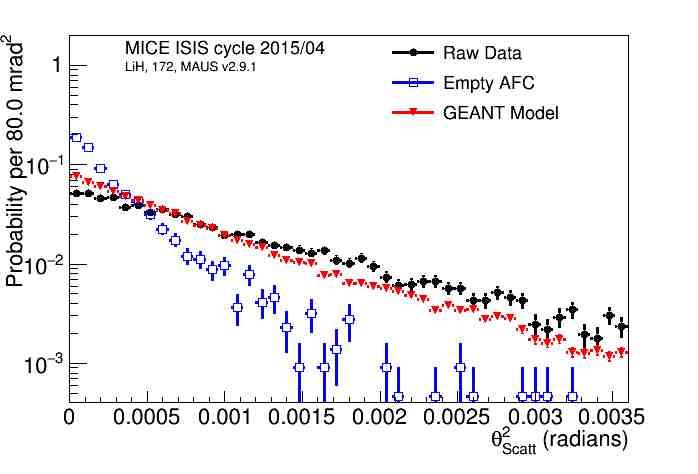 MICE ISIS cycle 2015/04
LiH, 172, MAUS v2.9.1
Raw Data
Empty AFC
GEANT Model
Probability per 80.0 mrad²
1
10⁻¹
10⁻²
10⁻³
0 0.0005 0.001 0.0015 0.002 0.0025 0.003 0.0035
θ²Scatt (radians)